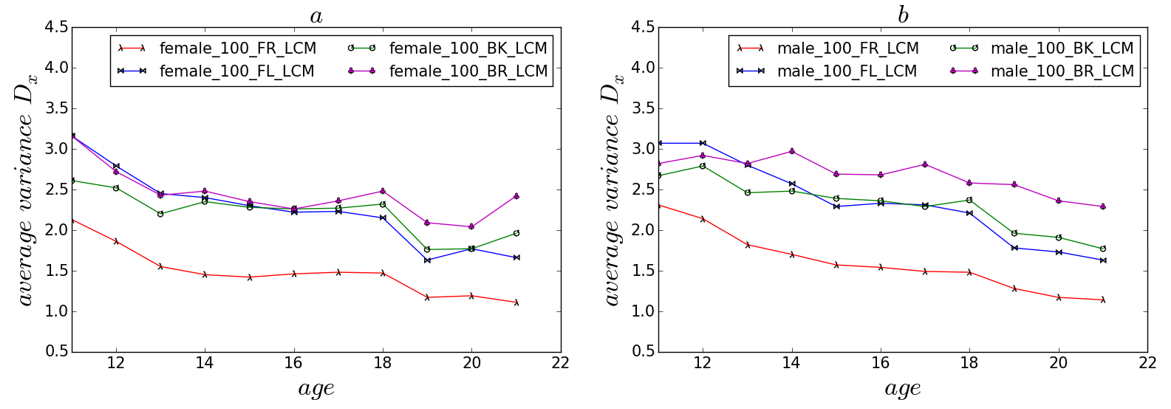 a
female_100_FR_LCM
female_100_BK_LCM
female_100_FL_LCM
female_100_BR_LCM
4.5
4.0
3.5
3.0
2.5
2.0
1.5
1.0
0.5
average variance Dx
12
14
16
18
20
22
age
b
male_100_FR_LCM
male_100_BK_LCM
male_100_FL_LCM
male_100_BR_LCM
4.5
4.0
3.5
3.0
2.5
2.0
1.5
1.0
0.5
average variance Dx
12
14
16
18
20
22
age